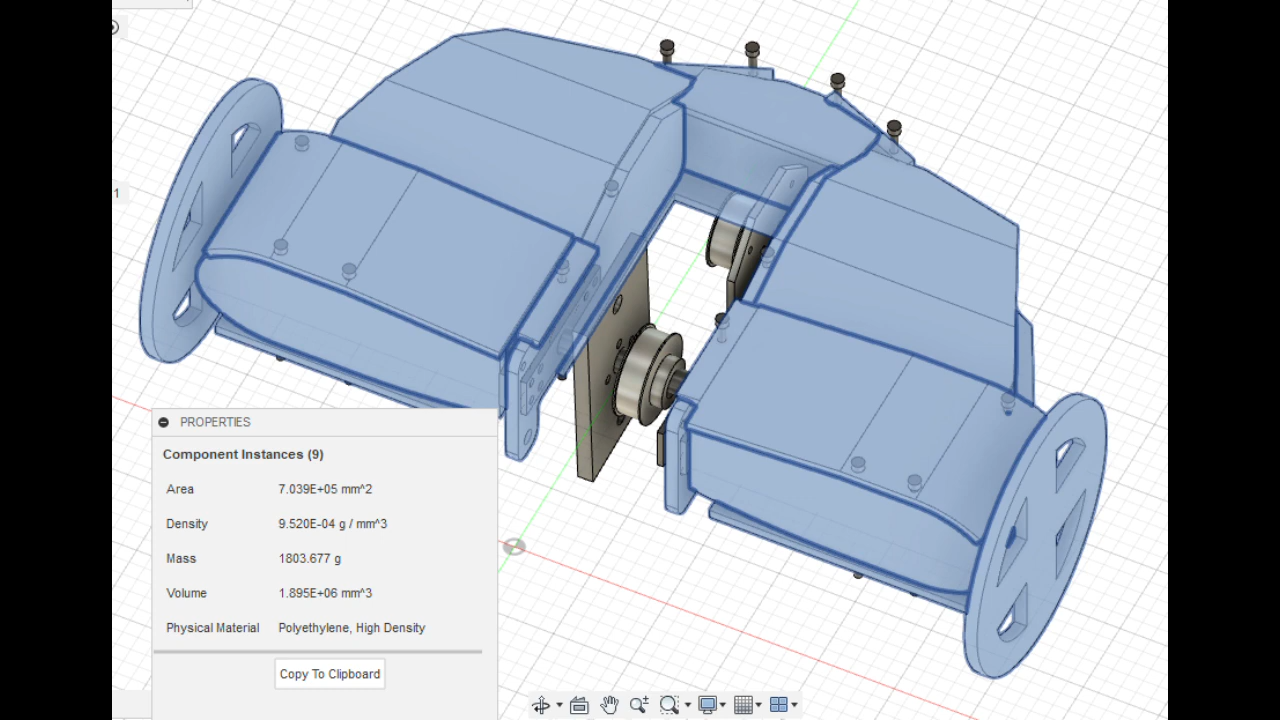 1
PROPERTIES
Component Instances (9)
Area 7.039E+05 mm^2
Density 9.520E-04 g / mm^3
Mass 1803.677 g
Volume 1.895E+06 mm^3
Physical Material Polyethylene, High Density
Copy To Clipboard